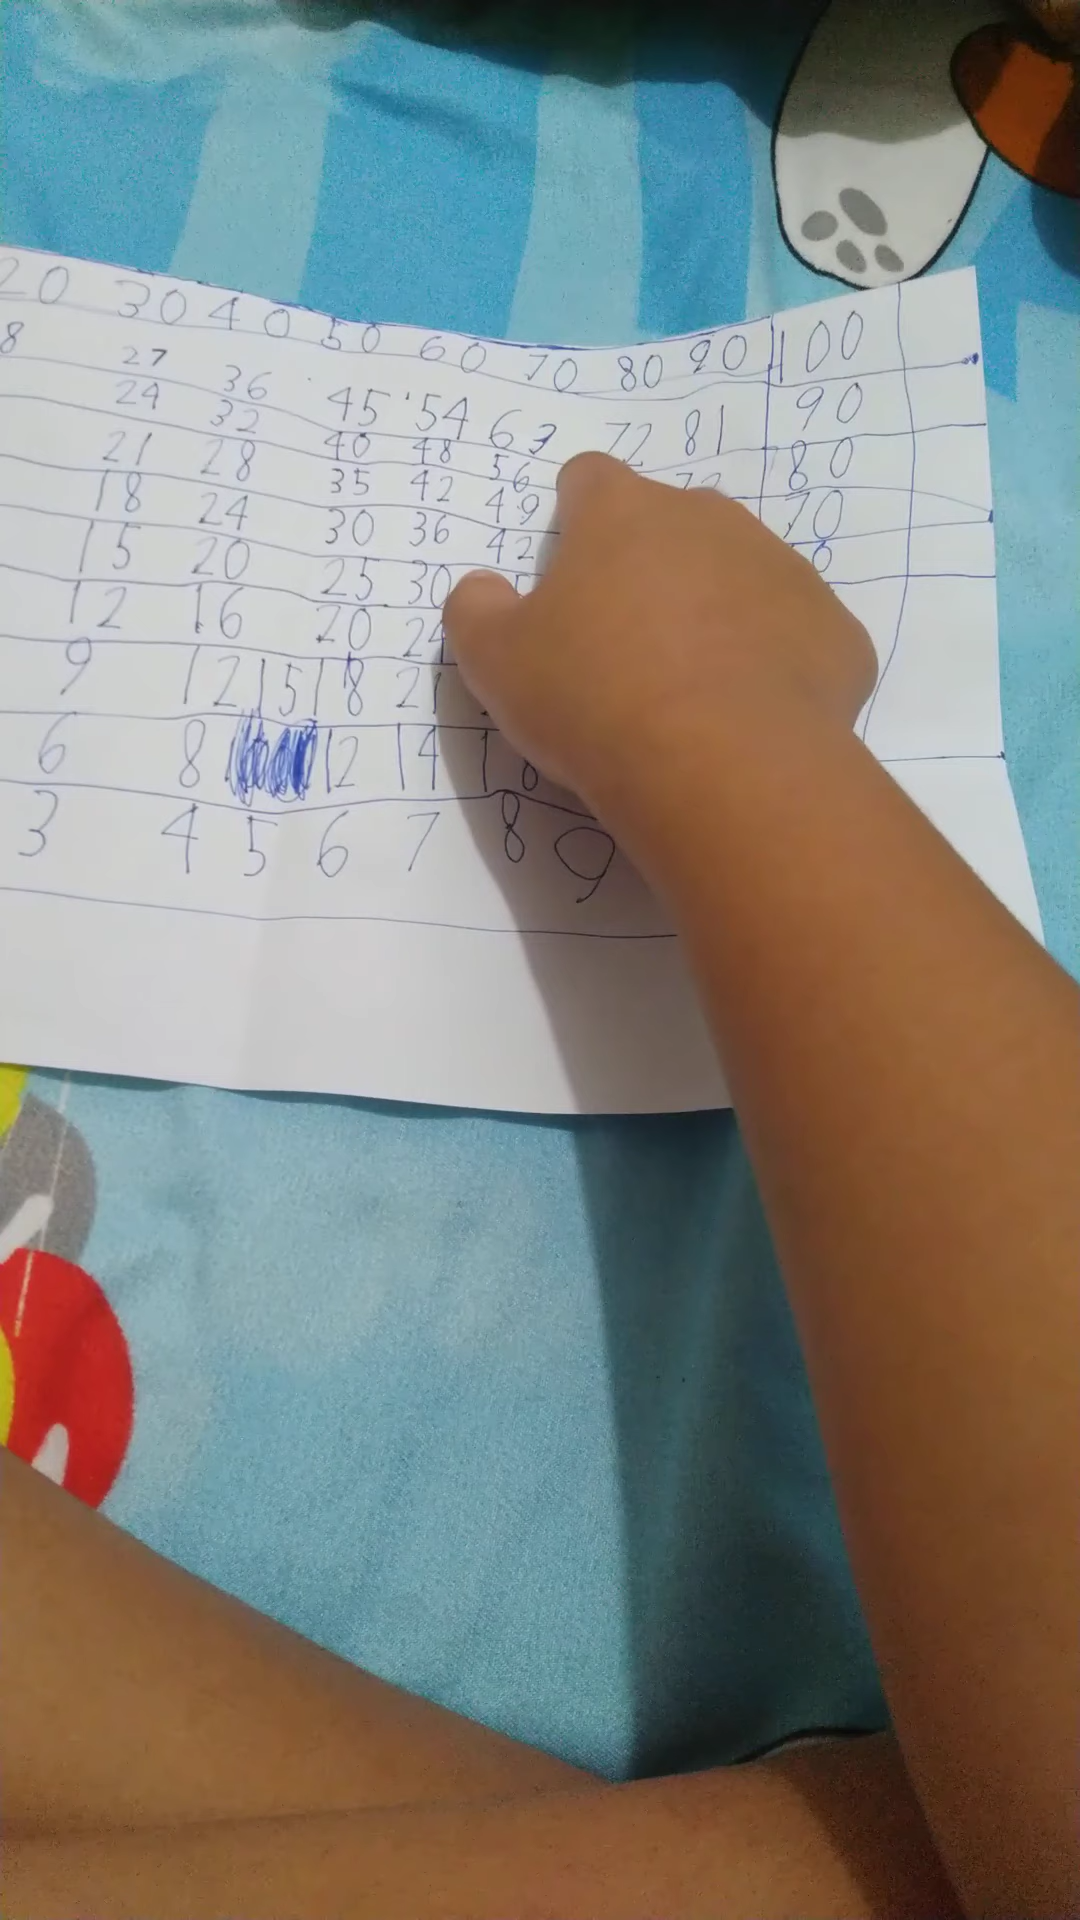 20 30 40 50 60 70 80 90 100
8 27 36 45 54 63 72 81 90
24 32 40 48 56 72 80
21 28 35 42 49 70
18 24 30 36 42
15 20 25 30
12 16 20 24
9 12 15 18 21
6 8 12 14 18
3 4 5 6 7 8 9